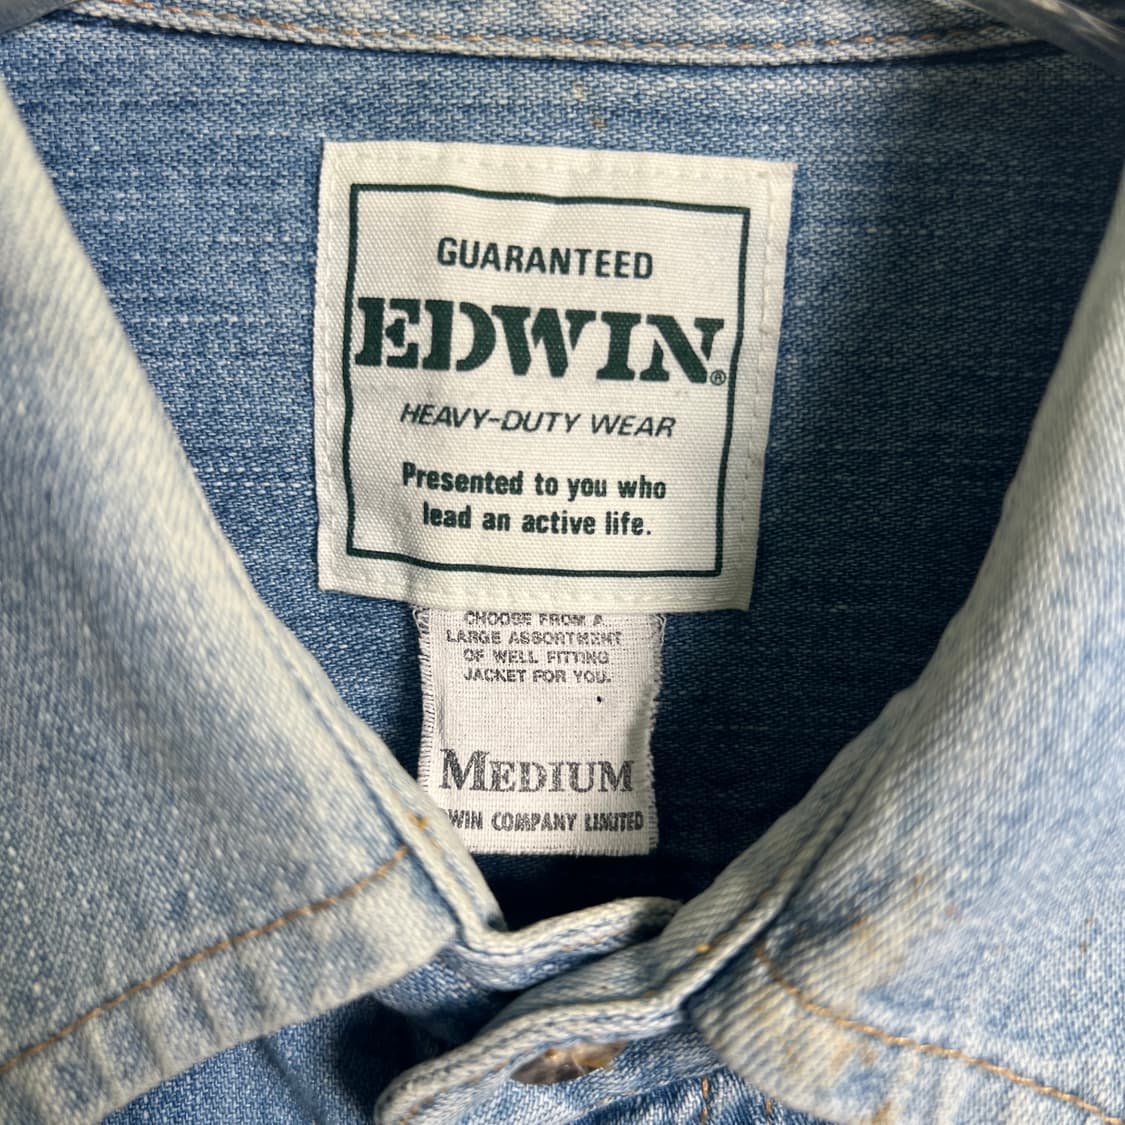 GUARANTEED
EDWIN®
HEAVY-DUTY WEAR
Presented to you who
lead an active life.
CHOOSE FROM A
LARGE ASSORTMENT
OF WELL FITTING
JACKET FOR YOU.
MEDIUM
WIN COMPANY LIMITED